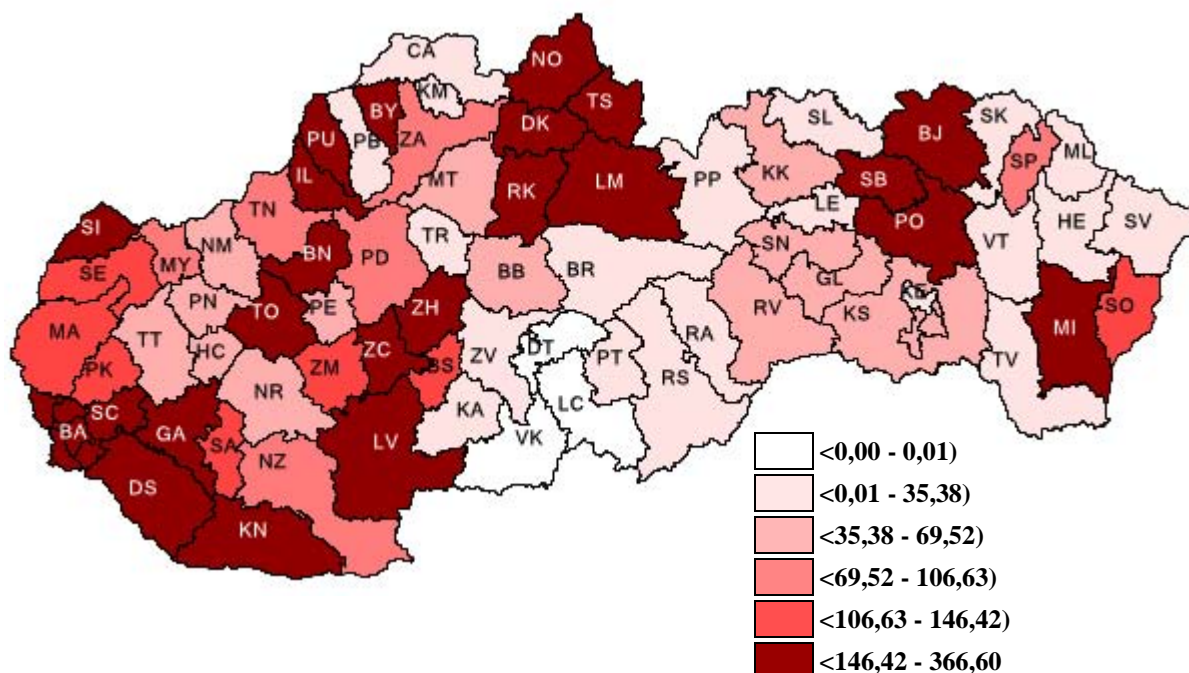 CA
NO
KM
TS
BY
PU
PB
ZA
DK
SL
BJ
SK
SP
ML
IL
MT
RK
LM
PP
KK
SB
LE
PO
HE
SV
VT
SI
TN
NM
BN
TR
SE
MY
PD
BB
BR
SN
GL
PN
TO
PE
ZH
RV
KS
KE
MI
SO
MA
TT
HC
ZM
ZC
BS
ZV
DT
PT
RA
RS
TV
PK
NR
KA
LC
SC
BA
GA
SA
LV
VK
DS
NZ
KN
<0,00 - 0,01)
<0,01 - 35,38)
<35,38 - 69,52)
<69,52 - 106,63)
<106,63 - 146,42)
<146,42 - 366,60